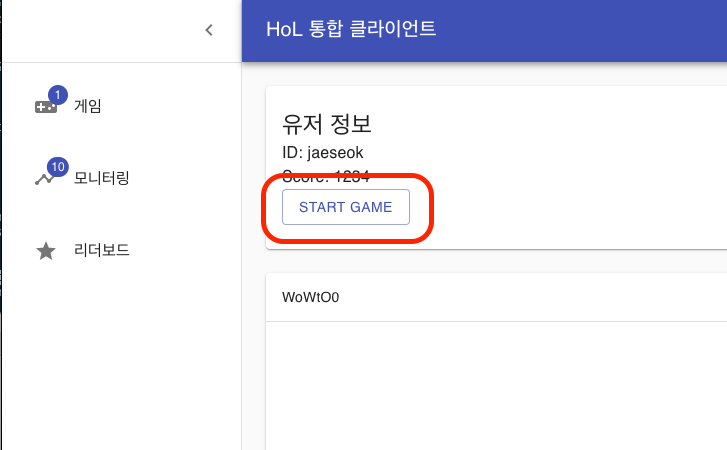 HoL 통합 클라이언트
1
게임
10
모니터링
리더보드
유저 정보
ID: jaeseok
Score: 1234
START GAME
WoWtO0